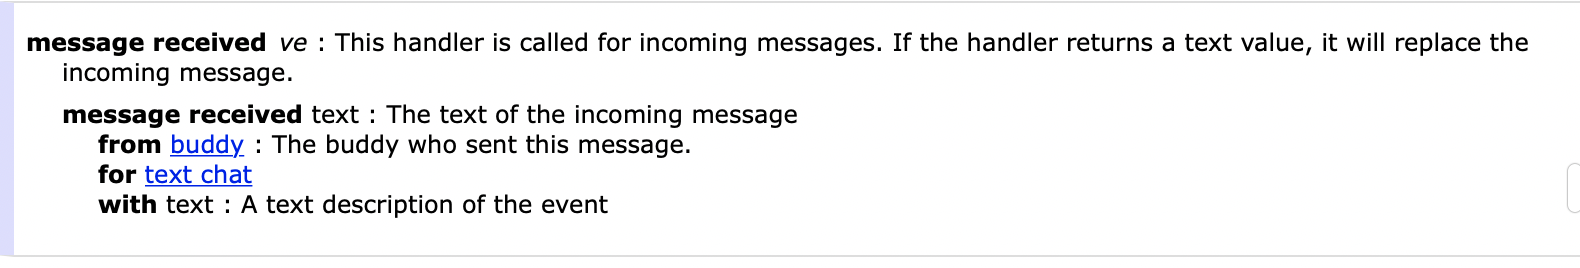 message received ve : This handler is called for incoming messages. If the handler returns a text value, it will replace the
incoming message.
message received text : The text of the incoming message
from buddy : The buddy who sent this message.
for text chat
with text : A text description of the event